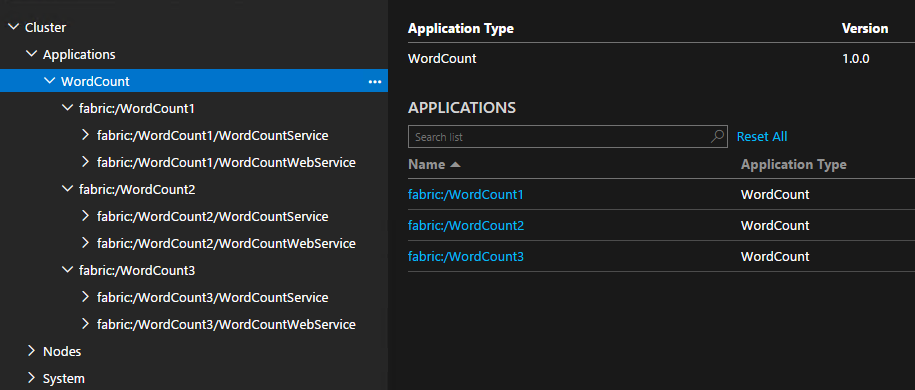 Cluster
Applications
WordCount
fabric:/WordCount1
fabric:/WordCount1/WordCountService
fabric:/WordCount1/WordCountWebService
fabric:/WordCount2
fabric:/WordCount2/WordCountService
fabric:/WordCount2/WordCountWebService
fabric:/WordCount3
fabric:/WordCount3/WordCountService
fabric:/WordCount3/WordCountWebService
Nodes
System
Application Type Version
WordCount 1.0.0
APPLICATIONS
Search list Reset All
Name Application Type
fabric:/WordCount1 WordCount
fabric:/WordCount2 WordCount
fabric:/WordCount3 WordCount